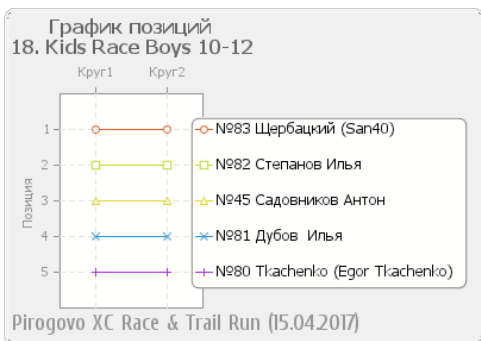 График позиций
18. Kids Race Boys 10-12
Круг1 Круг2
Позиция
1 №83 Щербацкий (San40)
2 №82 Степанов Илья
3 №45 Садовников Антон
4 №81 Дубов Илья
5 №80 Tkachenko (Egor Tkachenko)
Pirogovo XC Race & Trail Run (15.04.2017)